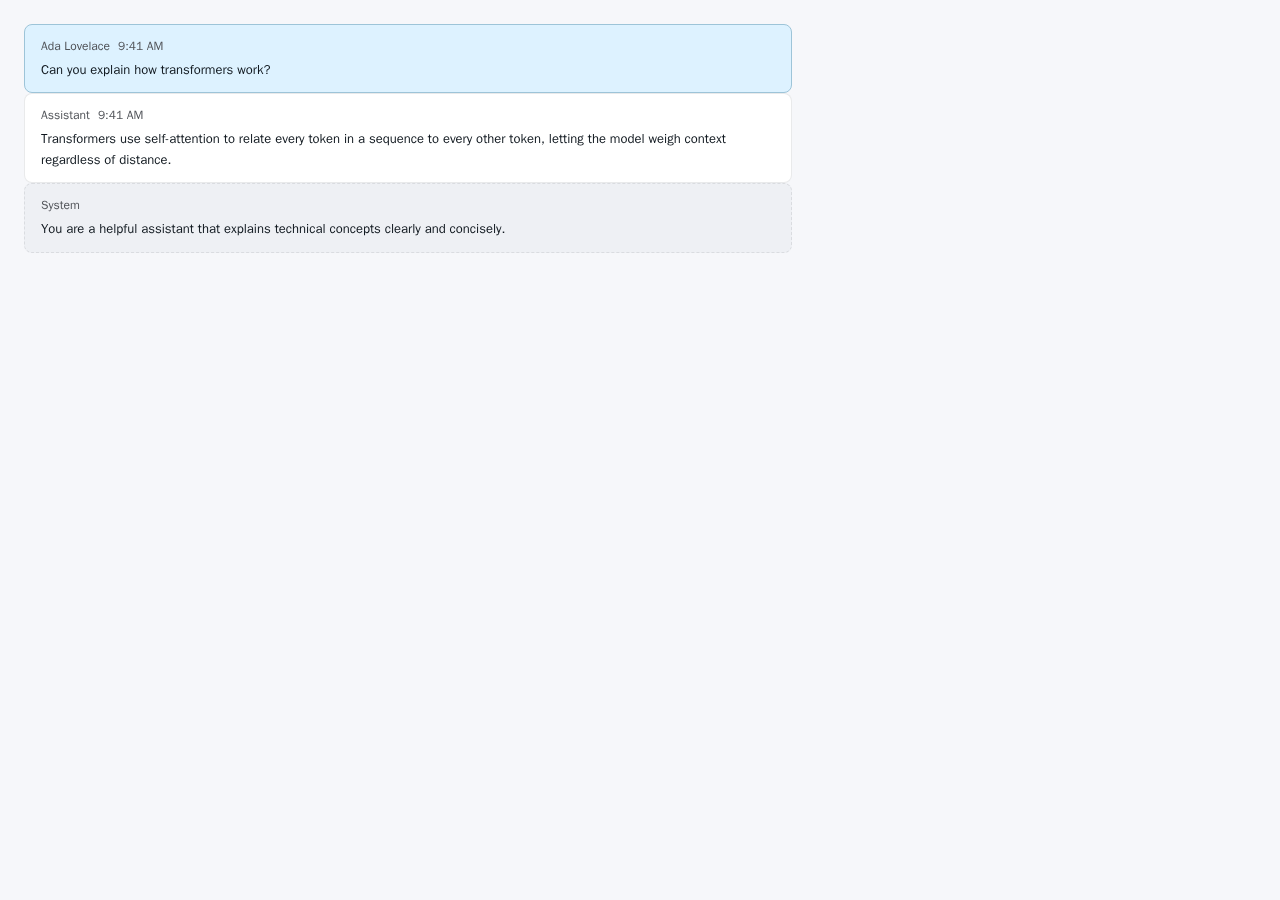 Ada Lovelace 9:41 AM
Can you explain how transformers work?
Assistant 9:41 AM
Transformers use self-attention to relate every token in a sequence to every other token, letting the model weigh context
regardless of distance.
System
You are a helpful assistant that explains technical concepts clearly and concisely.